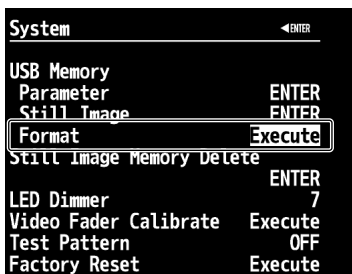 System ◀ENTER
USB Memory
Parameter ENTER
Still Image ENTER
Format Execute
Still Image Memory Delete
ENTER
LED Dimmer 7
Video Fader Calibrate Execute
Test Pattern OFF
Factory Reset Execute